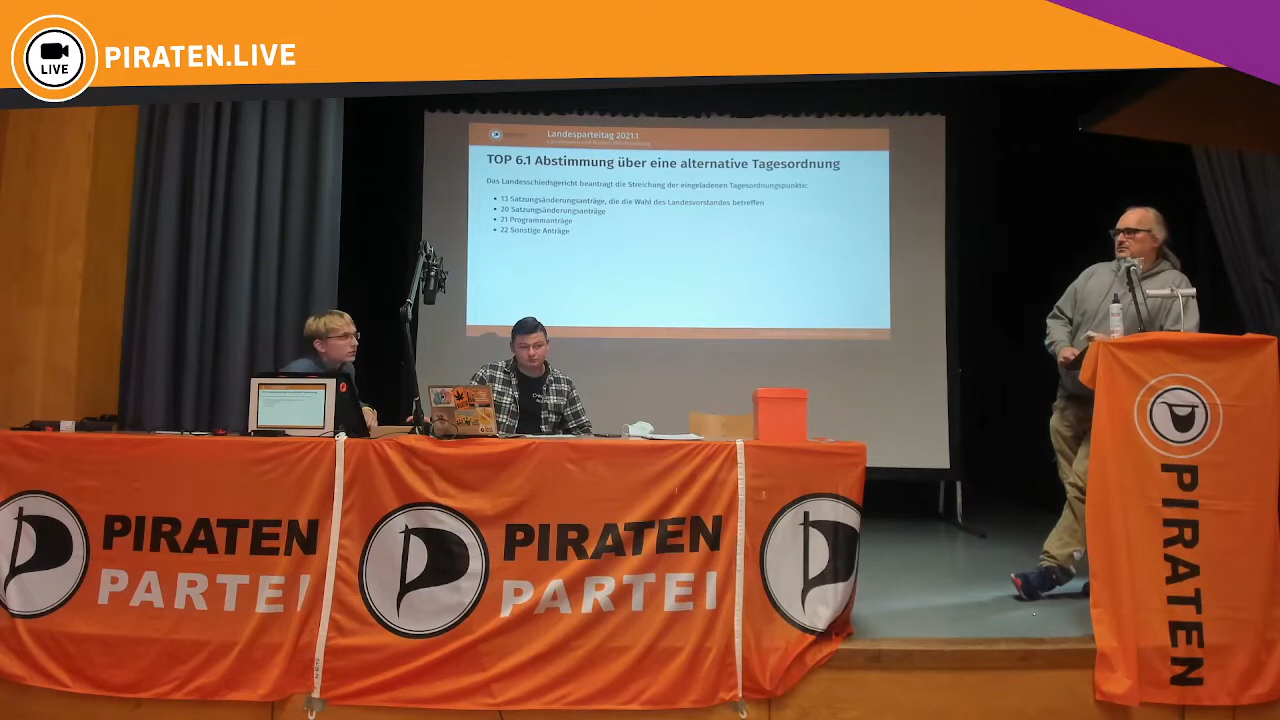 LIVE
PIRATEN.LIVE
Landesparteitag 2021.1
TOP 6.1 Abstimmung über eine alternative Tagesordnung
Das Landesschiedsgericht beantragt die Streichung der eingeladenen Tagesordnungspunkte:
• 13 Satzungsänderungsanträge, die die Wahl des Landesvorstandes betreffen
• 20 Satzungsänderungsanträge
• 21 Programmanträge
• 22 Sonstige Anträge
PIRATEN
PARTEI
PIRATEN
PARTEI
PIRATEN